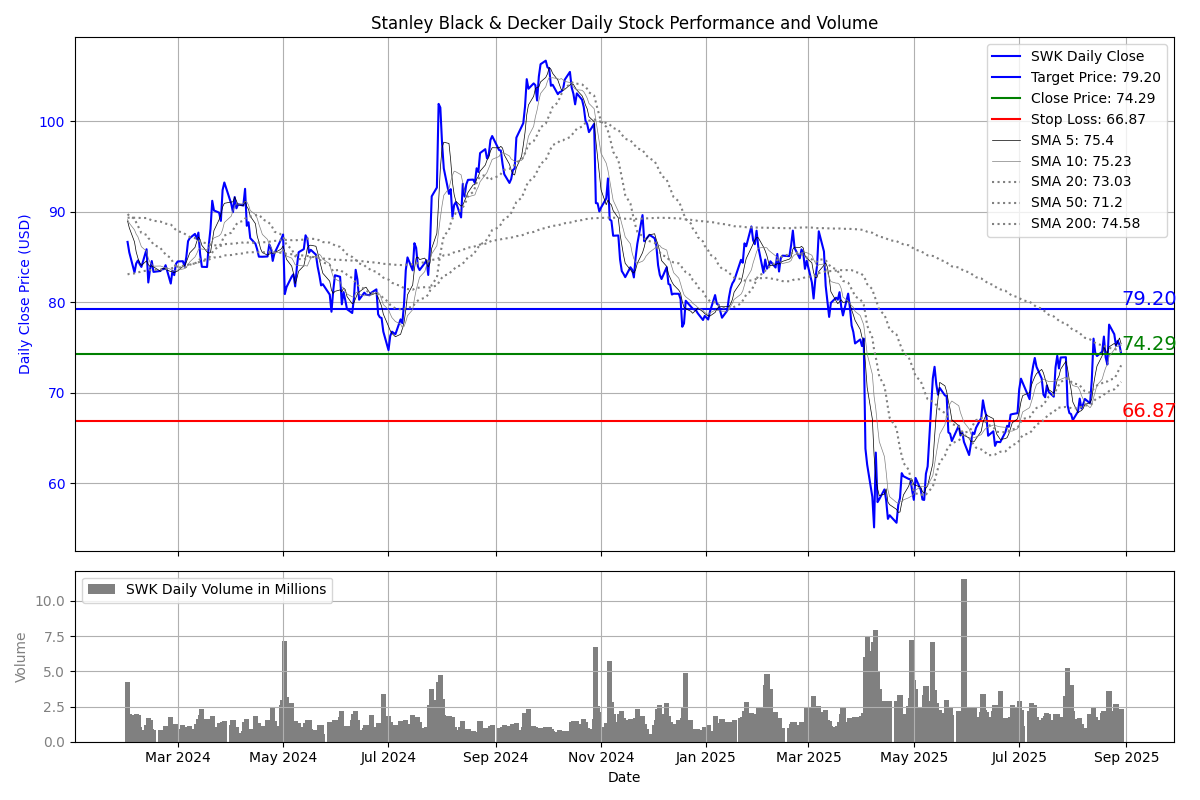 Stanley Black & Decker Daily Stock Performance and Volume
SWK Daily Close
Target Price: 79.20
Close Price: 74.29
Stop Loss: 66.87
SMA 5: 75.4
SMA 10: 75.23
SMA 20: 73.03
SMA 50: 71.2
SMA 200: 74.58
Daily Close Price (USD)
100
90
80
70
60
79.20
74.29
66.87
SWK Daily Volume in Millions
Volume
10.0
7.5
5.0
2.5
0.0
Mar 2024
May 2024
Jul 2024
Sep 2024
Nov 2024
Jan 2025
Mar 2025
May 2025
Jul 2025
Sep 2025
Date